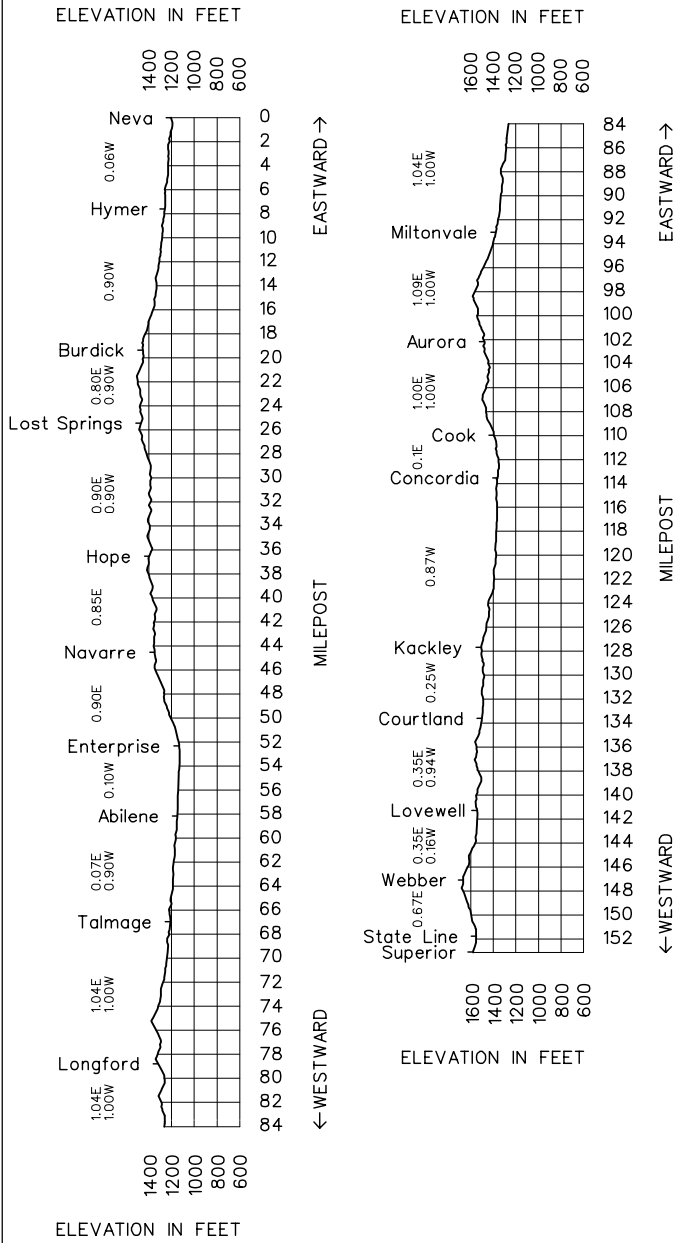 ELEVATION IN FEET
1400 1200 1000 800 600
Neva
0.06W
Hymer
0.90W
Burdick
0.80E
0.90W
Lost Springs
0.90E
0.90W
Hope
0.85E
Navarre
0.90E
Enterprise
0.10W
Abilene
0.07E
0.90W
Talmage
1.04E
1.00W
Longford
1.04E
1.00W
0
2
4
6
8
10
12
14
16
18
20
22
24
26
28
30
32
34
36
38
40
42
44
46
48
50
52
54
56
58
60
62
64
66
68
70
72
74
76
78
80
82
84
EASTWARD→
MILEPOST
←WESTWARD
1400 1200 1000 800 600
ELEVATION IN FEET
ELEVATION IN FEET
1600 1400 1200 1000 800 600
1.04E
1.00W
Miltonvale
1.09E
1.00W
Aurora
1.00E
1.00W
Cook
0.1E
Concordia
0.87W
Kackley
0.25W
Courtland
0.35E
0.94W
Lovewell
0.35E
0.16W
Webber
0.67E
State Line
Superior
84
86
88
90
92
94
96
98
100
102
104
106
108
110
112
114
116
118
120
122
124
126
128
130
132
134
136
138
140
142
144
146
148
150
152
EASTWARD→
MILEPOST
←WESTWARD
1600 1400 1200 1000 800 600
ELEVATION IN FEET